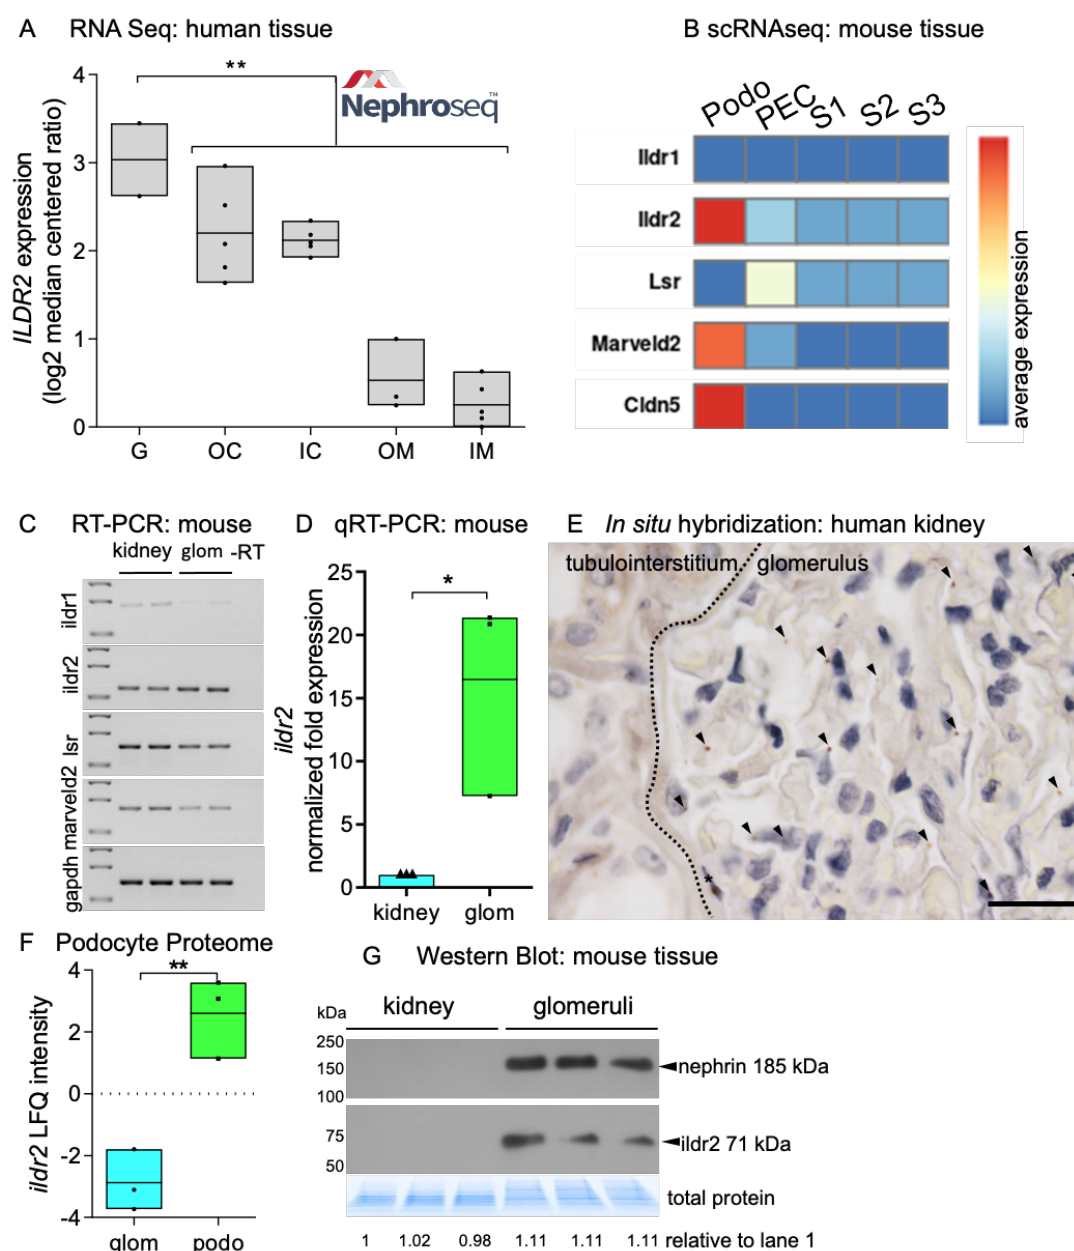 A RNA Seq: human tissue
B scRNAseq: mouse tissue
ILDR2 expression
(log2 median centered ratio)
4
3
2
1
0
**
Nephroseq™
G OC IC OM IM
Podo PEC S1 S2 S3
Ildr1
Ildr2
Lsr
Marveld2
Cldn5
average expression
C RT-PCR: mouse
kidney glom -RT
ildr1
ildr2
lsr
marveld2
gapdh
D qRT-PCR: mouse
ildr2
normalized fold expression
25
20
15
10
5
0
*
kidney glom
E In situ hybridization: human kidney
tubulointerstitium glomerulus
*
F Podocyte Proteome
ildr2 LFQ intensity
4
2
0
-2
-4
**
glom podo
G Western Blot: mouse tissue
kidney glomeruli
kDa
250
150
100
nephrin 185 kDa
75
50
ildr2 71 kDa
total protein
1 1.02 0.98 1.11 1.11 1.11 relative to lane 1